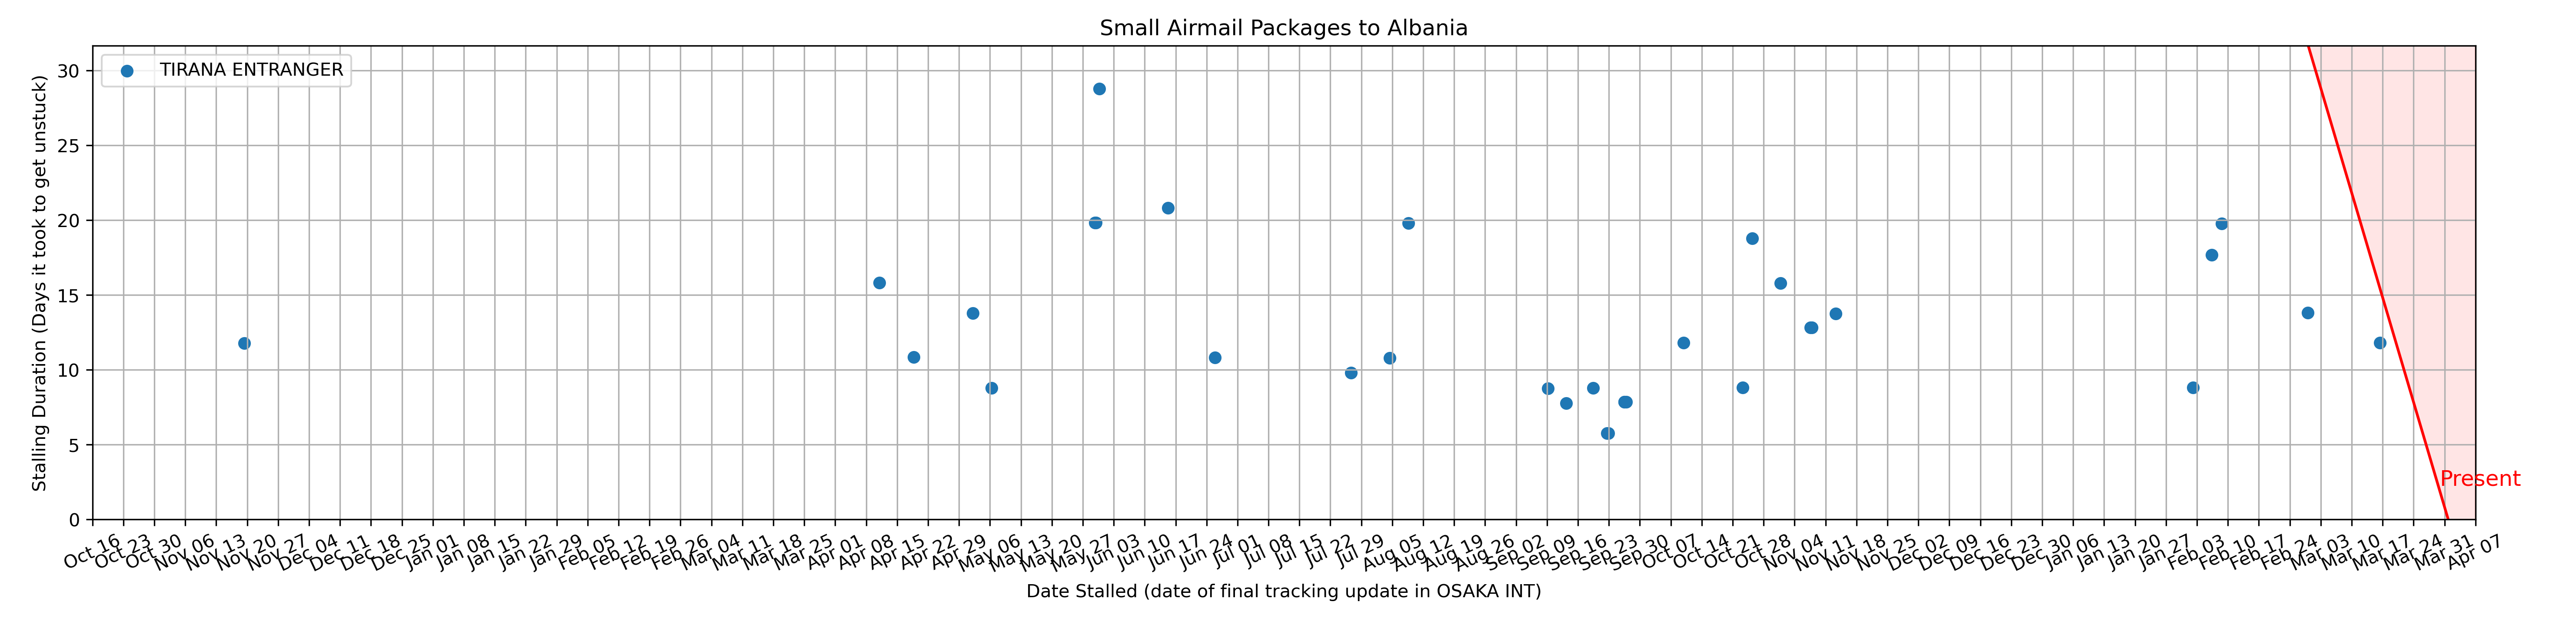 Small Airmail Packages to Albania
TIRANA ENTRANGER
Stalling Duration (Days it took to get unstuck)
30
25
20
15
10
5
0
Present
Oct 16
Oct 23
Oct 30
Nov 06
Nov 13
Nov 20
Nov 27
Dec 04
Dec 11
Dec 18
Dec 25
Jan 01
Jan 08
Jan 15
Jan 22
Jan 29
Feb 05
Feb 12
Feb 19
Feb 26
Mar 04
Mar 11
Mar 18
Mar 25
Apr 01
Apr 08
Apr 15
Apr 22
Apr 29
May 06
May 13
May 20
May 27
Jun 03
Jun 10
Jun 17
Jun 24
Jul 01
Jul 08
Jul 15
Jul 22
Jul 29
Aug 05
Aug 12
Aug 19
Aug 26
Sep 02
Sep 09
Sep 16
Sep 23
Sep 30
Oct 07
Oct 14
Oct 21
Oct 28
Nov 04
Nov 11
Nov 18
Nov 25
Dec 02
Dec 09
Dec 16
Dec 23
Dec 30
Jan 06
Jan 13
Jan 20
Jan 27
Feb 03
Feb 10
Feb 17
Feb 24
Mar 03
Mar 10
Mar 17
Mar 24
Mar 31
Apr 07
Date Stalled (date of final tracking update in OSAKA INT)